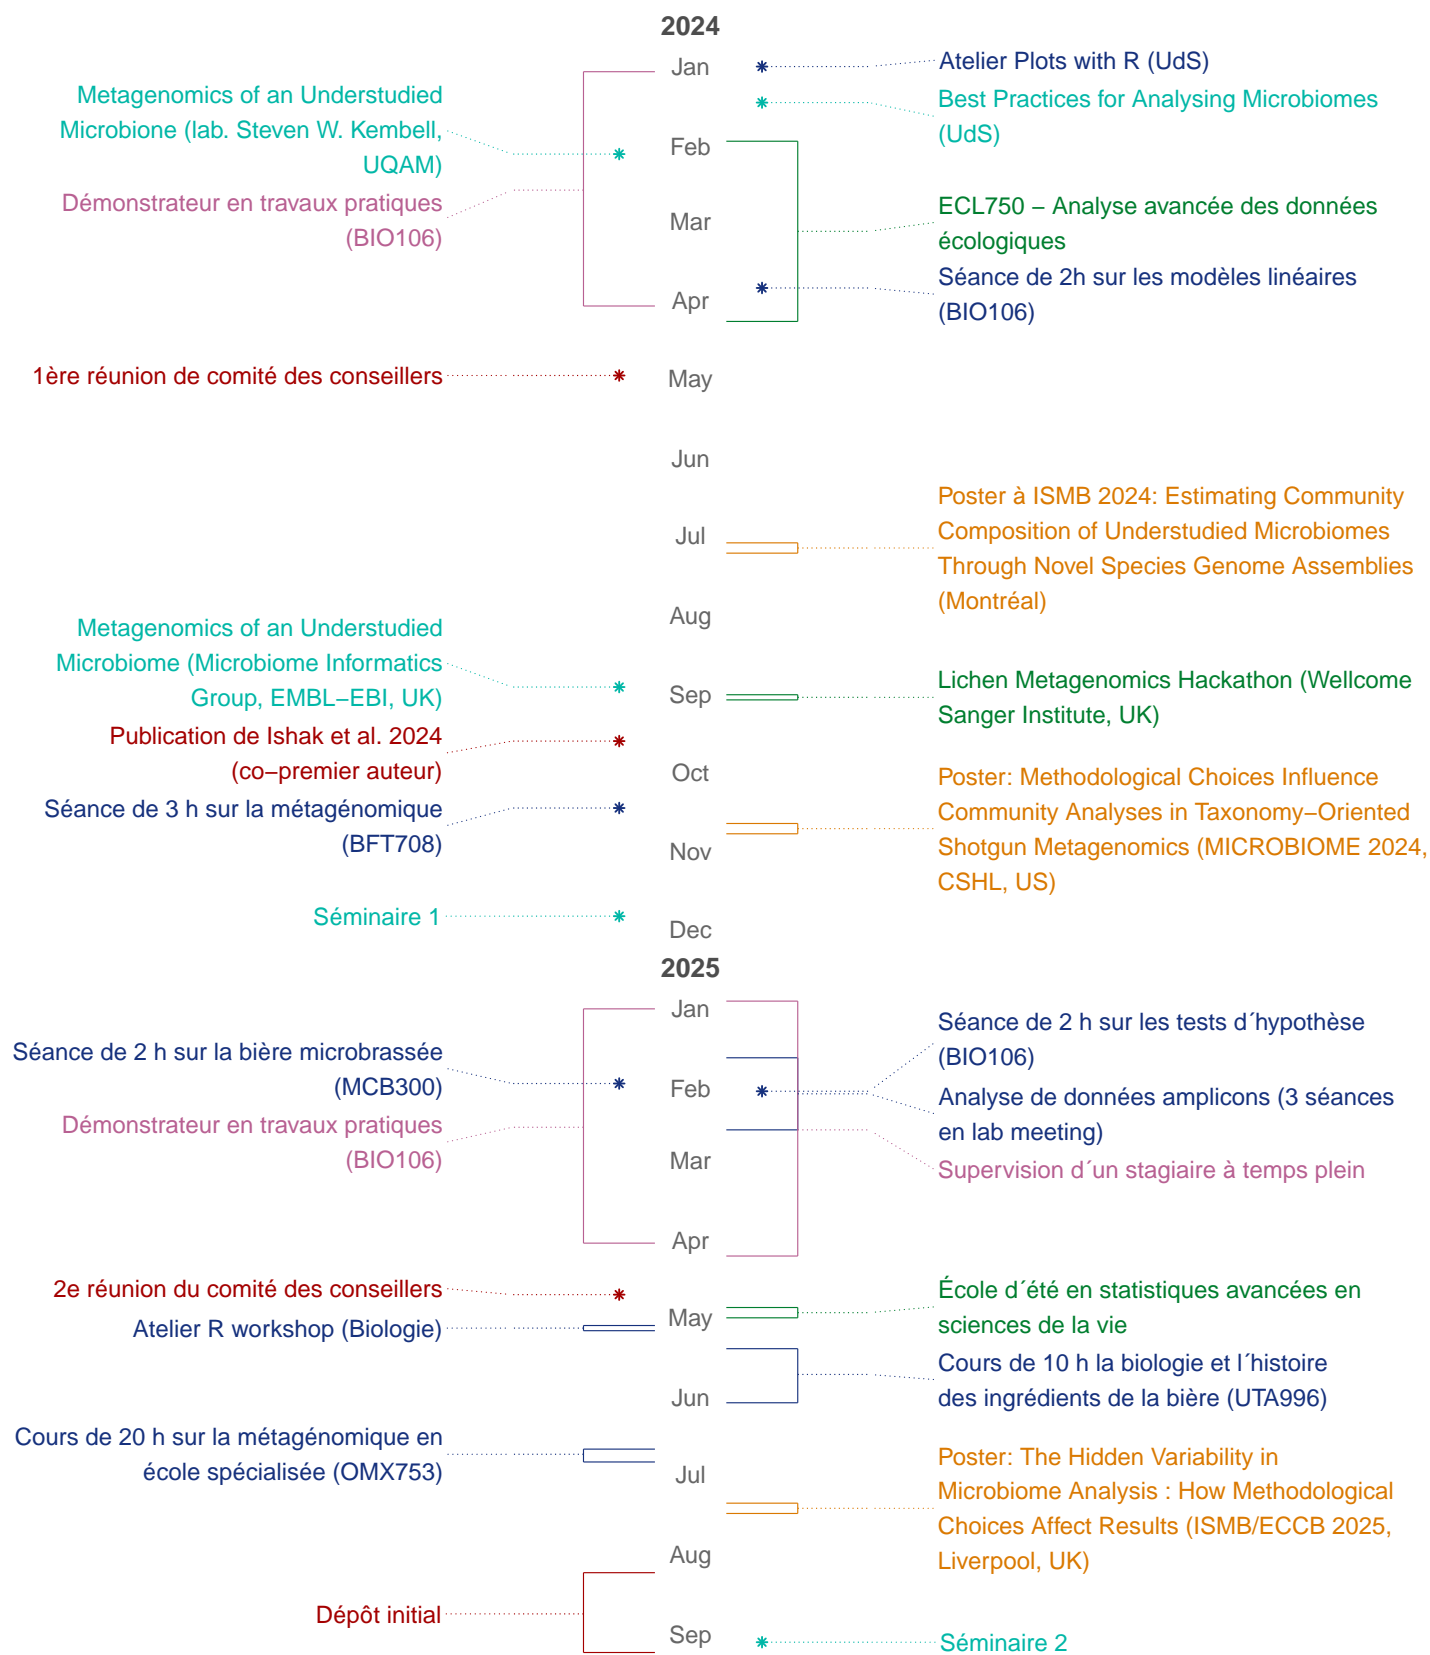 2024
Jan
Atelier Plots with R (UdS)
Metagenomics of an Understudied
Microbione (lab. Steven W. Kembell,
UQAM)
Best Practices for Analysing Microbiomes
(UdS)
Feb
Démonstrateur en travaux pratiques
(BIO106)
Mar
ECL750 – Analyse avancée des données
écologiques
Apr
Séance de 2h sur les modèles linéaires
(BIO106)
1ère réunion de comité des conseillers
May
Jun
Jul
Poster à ISMB 2024: Estimating Community
Composition of Understudied Microbiomes
Through Novel Species Genome Assemblies
(Montréal)
Aug
Metagenomics of an Understudied
Microbiome (Microbiome Informatics
Group, EMBL–EBI, UK)
Sep
Lichen Metagenomics Hackathon (Wellcome
Sanger Institute, UK)
Publication de Ishak et al. 2024
(co–premier auteur)
Oct
Poster: Methodological Choices Influence
Community Analyses in Taxonomy–Oriented
Shotgun Metagenomics (MICROBIOME 2024,
CSHL, US)
Séance de 3 h sur la métagénomique
(BFT708)
Nov
Séminaire 1
Dec
2025
Jan
Séance de 2 h sur les tests d´hypothèse
(BIO106)
Séance de 2 h sur la bière microbrassée
(MCB300)
Feb
Analyse de données amplicons (3 séances
en lab meeting)
Démonstrateur en travaux pratiques
(BIO106)
Mar
Supervision d´un stagiaire à temps plein
Apr
2e réunion du comité des conseillers
École d´été en statistiques avancées en
sciences de la vie
May
Atelier R workshop (Biologie)
Cours de 10 h la biologie et l´histoire
des ingrédients de la bière (UTA996)
Jun
Cours de 20 h sur la métagénomique en
école spécialisée (OMX753)
Jul
Poster: The Hidden Variability in
Microbiome Analysis : How Methodological
Choices Affect Results (ISMB/ECCB 2025,
Liverpool, UK)
Aug
Dépôt initial
Sep
Séminaire 2